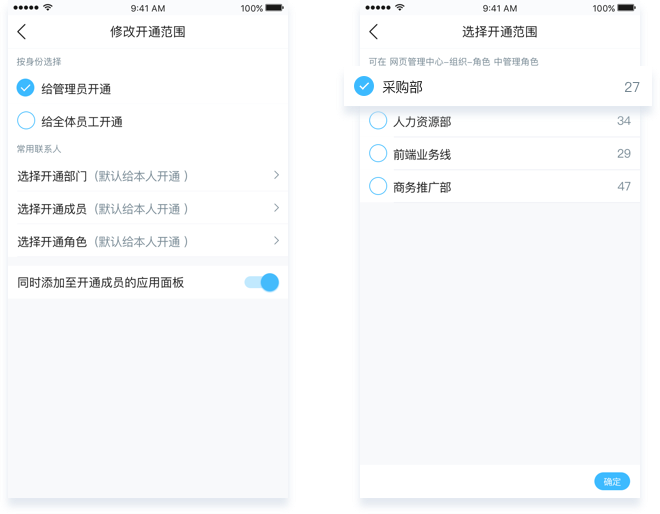 9:41 AM
100%
修改开通范围
按身份选择
给管理员开通
给全体员工开通
常用联系人
选择开通部门（默认给本人开通 ）
选择开通成员（默认给本人开通 ）
选择开通角色（默认给本人开通 ）
同时添加至开通成员的应用面板
9:41 AM
100%
选择开通范围
可在 网页管理中心-组织-角色 中管理角色
采购部 27
人力资源部 34
前端业务线 29
商务推广部 47
确定